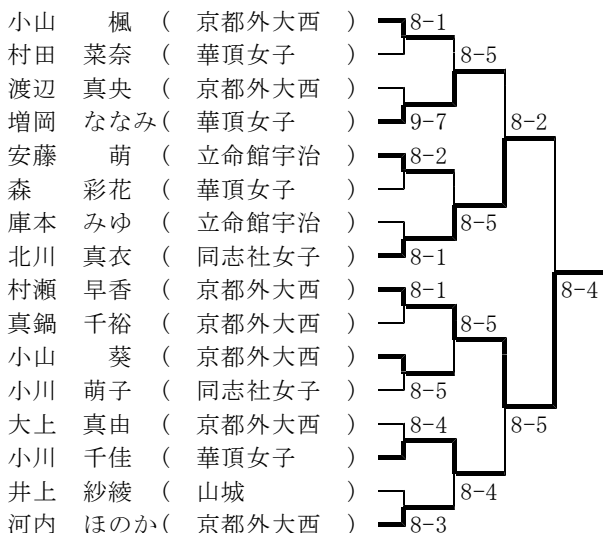 小山 楓 ( 京都外大西 ) 8-1
村田 菜奈 ( 華頂女子 ) 8-5
渡辺 真央 ( 京都外大西 )
増岡 ななみ( 華頂女子 ) 9-7 8-2
安藤 萌 ( 立命館宇治 ) 8-2
森 彩花 ( 華頂女子 )
庫本 みゆ ( 立命館宇治 ) 8-5
北川 真衣 ( 同志社女子 ) 8-1
村瀬 早香 ( 京都外大西 ) 8-1 8-4
真鍋 千裕 ( 京都外大西 ) 8-5
小山 葵 ( 京都外大西 )
小川 萌子 ( 同志社女子 ) 8-5
大上 真由 ( 京都外大西 ) 8-4 8-5
小川 千佳 ( 華頂女子 )
井上 紗綾 ( 山城 ) 8-4
河内 ほのか( 京都外大西 ) 8-3